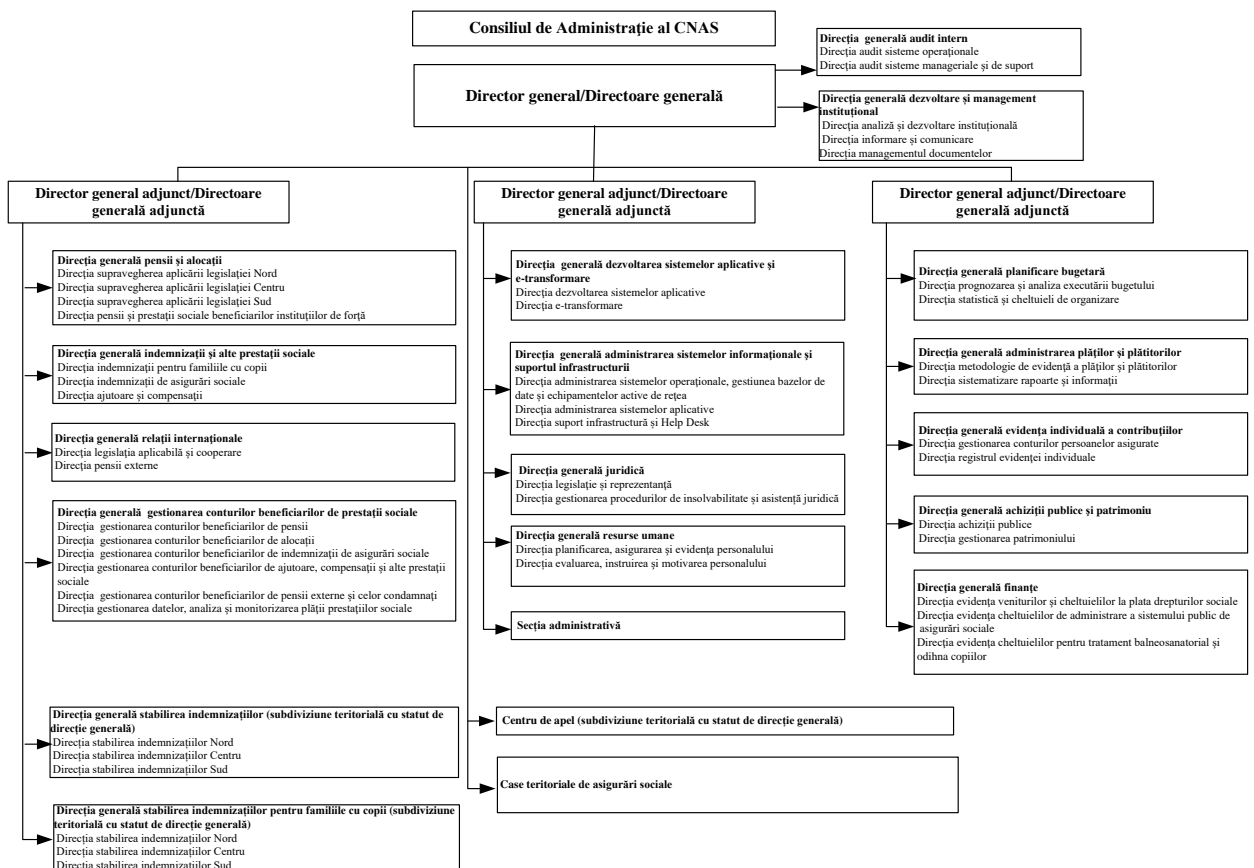 Consiliul de Administrație al CNAS
Director general/Directoare generală
Direcția generală audit intern
Direcția audit sisteme operaționale
Direcția audit sisteme manageriale și de suport
Direcția generală dezvoltare și management
instituțional
Direcția analiză și dezvoltare instituțională
Direcția informare și comunicare
Direcția managementul documentelor
Director general adjunct/Directoare
generală adjunctă
Direcția generală pensii și alocații
Direcția supravegherea aplicării legislației Nord
Direcția supravegherea aplicării legislației Centru
Direcția supravegherea aplicării legislației Sud
Direcția pensii și prestații sociale beneficiarilor instituțiilor de forță
Direcția generală indemnizații și alte prestații sociale
Direcția indemnizații pentru familiile cu copii
Direcția indemnizații de asigurări sociale
Direcția ajutoare și compensații
Direcția generală relații internaționale
Direcția legislația aplicabilă și cooperare
Direcția pensii externe
Direcția generală gestionarea conturilor beneficiarilor de prestații sociale
Direcția gestionarea conturilor beneficiarilor de pensii
Direcția gestionarea conturilor beneficiarilor de alocații
Direcția gestionarea conturilor beneficiarilor de indemnizații de asigurări sociale
Direcția gestionarea conturilor beneficiarilor de ajutoare, compensații și alte prestații
sociale
Direcția gestionarea conturilor beneficiarilor de pensii externe și celor condamnați
Direcția gestionarea datelor, analiza și monitorizarea plății prestațiilor sociale
Direcția generală stabilirea indemnizațiilor (subdiviziune teritorială cu statut de
direcție generală)
Direcția stabilirea indemnizațiilor Nord
Direcția stabilirea indemnizațiilor Centru
Direcția stabilirea indemnizațiilor Sud
Direcția generală stabilirea indemnizațiilor pentru familiile cu copii (subdiviziune
teritorială cu statut de direcție generală)
Direcția stabilirea indemnizațiilor Nord
Direcția stabilirea indemnizațiilor Centru
Direcția stabilirea indemnizațiilor Sud
Director general adjunct/Directoare
generală adjunctă
Direcția generală dezvoltarea sistemelor aplicative și
e-transformare
Direcția dezvoltarea sistemelor aplicative
Direcția e-transformare
Direcția generală administrarea sistemelor informaționale și
suportul infrastructurii
Direcția administrarea sistemelor operaționale, gestiunea bazelor de
date și echipamentelor active de rețea
Direcția administrarea sistemelor aplicative
Direcția suport infrastructură și Help Desk
Direcția generală juridică
Direcția legislație și reprezentanță
Direcția gestionarea procedurilor de insolvabilitate și asistență juridică
Direcția generală resurse umane
Direcția planificarea, asigurarea și evidența personalului
Direcția evaluarea, instruirea și motivarea personalului
Secția administrativă
Centru de apel (subdiviziune teritorială cu statut de direcție generală)
Case teritoriale de asigurări sociale
Director general adjunct/Directoare
generală adjunctă
Direcția generală planificare bugetară
Direcția prognozarea și analiza executării bugetului
Direcția statistică și cheltuieli de organizare
Direcția generală administrarea plăților și plătitorilor
Direcția metodologie de evidență a plăților și plătitorilor
Direcția sistematizare rapoarte și informații
Direcția generală evidența individuală a contribuțiilor
Direcția gestionarea conturilor persoanelor asigurate
Direcția registrul evidenței individuale
Direcția generală achiziții publice și patrimoniu
Direcția achiziții publice
Direcția gestionarea patrimoniului
Direcția generală finanțe
Direcția evidența veniturilor și cheltuielilor la plata drepturilor sociale
Direcția evidența cheltuielilor de administrare a sistemului public de
asigurări sociale
Direcția evidența cheltuielilor pentru tratament balneosanatorial și
odihna copiilor